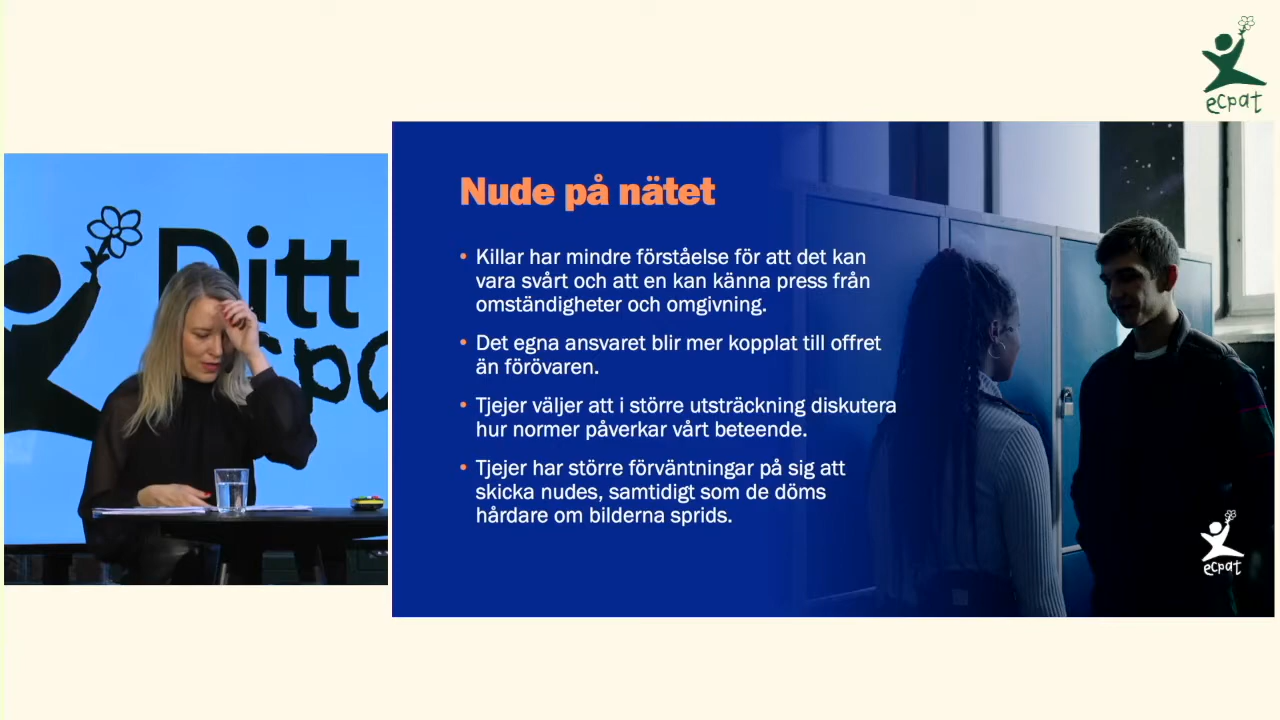 ecpat
Ditt
Nude på nätet
• Killar har mindre förståelse för att det kan
vara svårt och att en kan känna press från
omständigheter och omgivning.
• Det egna ansvaret blir mer kopplat till offret
än förövaren.
• Tjejer väljer att i större utsträckning diskutera
hur normer påverkar vårt beteende.
• Tjejer har större förväntningar på sig att
skicka nudes, samtidigt som de döms
hårdare om bilderna sprids.
ecpat